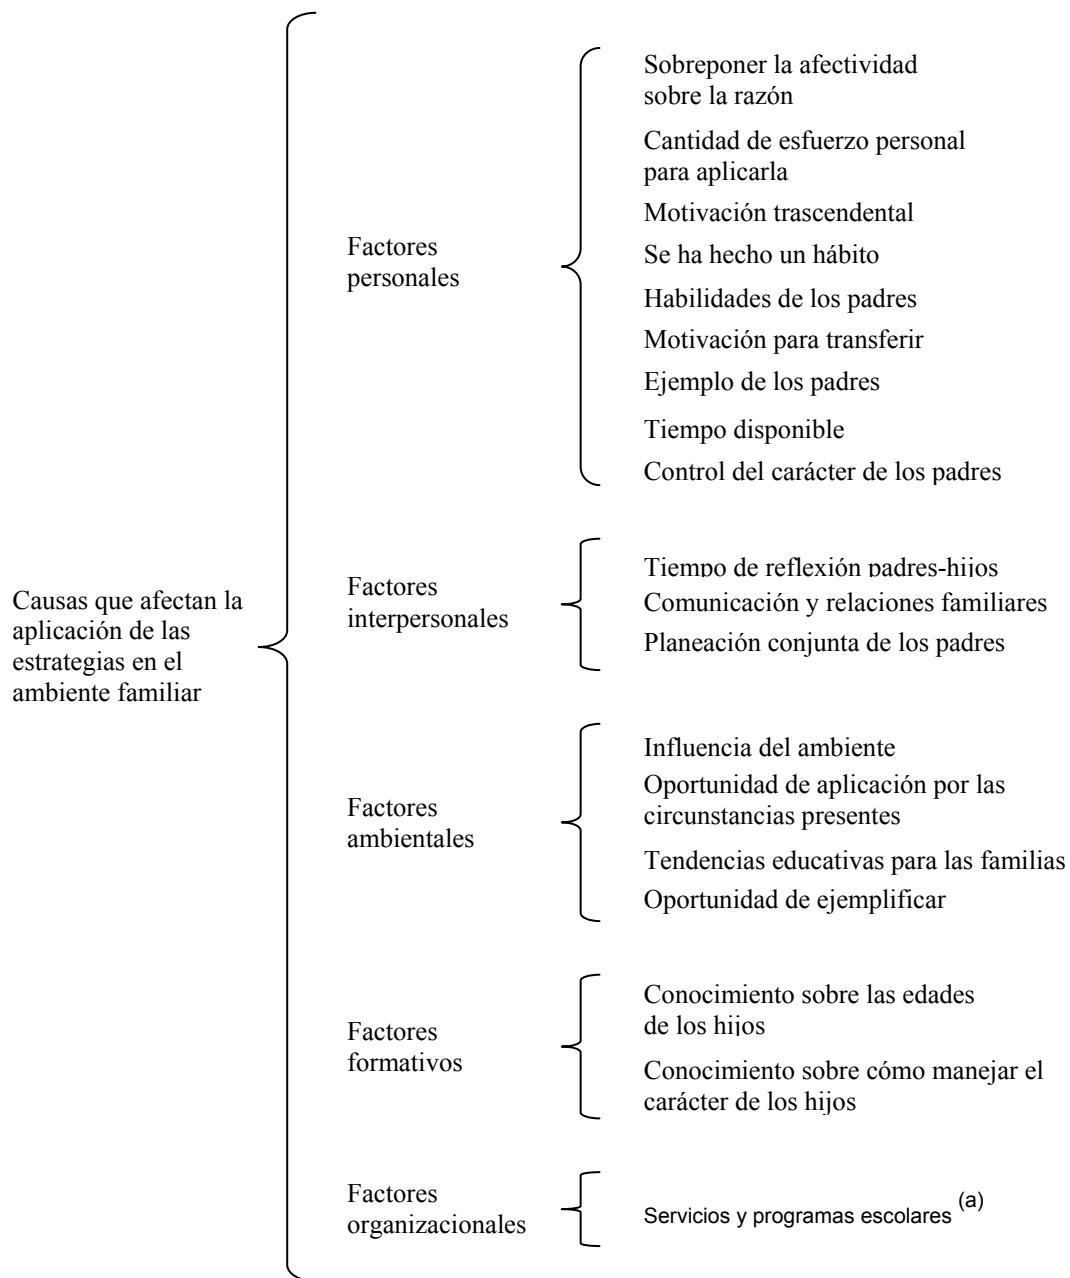 Sobreponer la afectividad
sobre la razón
Cantidad de esfuerzo personal
para aplicarla
Motivación trascendental
Factores
personales
Se ha hecho un hábito
Habilidades de los padres
Motivación para transferir
Ejemplo de los padres
Tiempo disponible
Control del carácter de los padres
Causas que afectan la
aplicación de las
estrategias en el
ambiente familiar
Factores
interpersonales
Tiempo de reflexión padres-hijos
Comunicación y relaciones familiares
Planeación conjunta de los padres
Factores
ambientales
Influencia del ambiente
Oportunidad de aplicación por las
circunstancias presentes
Tendencias educativas para las familias
Oportunidad de ejemplificar
Factores
formativos
Conocimiento sobre las edades
de los hijos
Conocimiento sobre cómo manejar el
carácter de los hijos
Factores
organizacionales
Servicios y programas escolares (a)